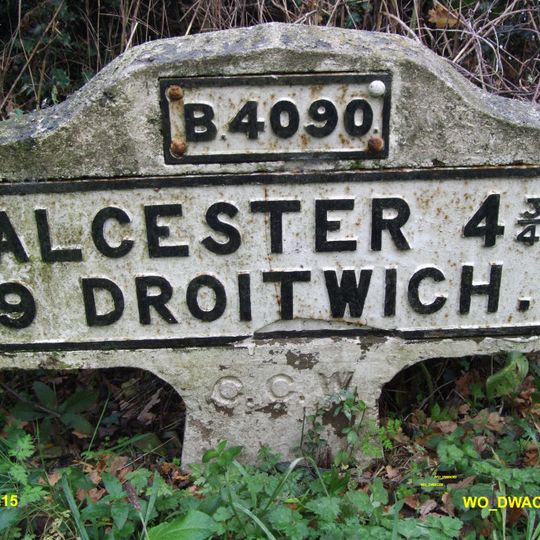 B 4090
ALCESTER 4¾
9 DROITWICH.
C.C.W.
WO_DWAC
15